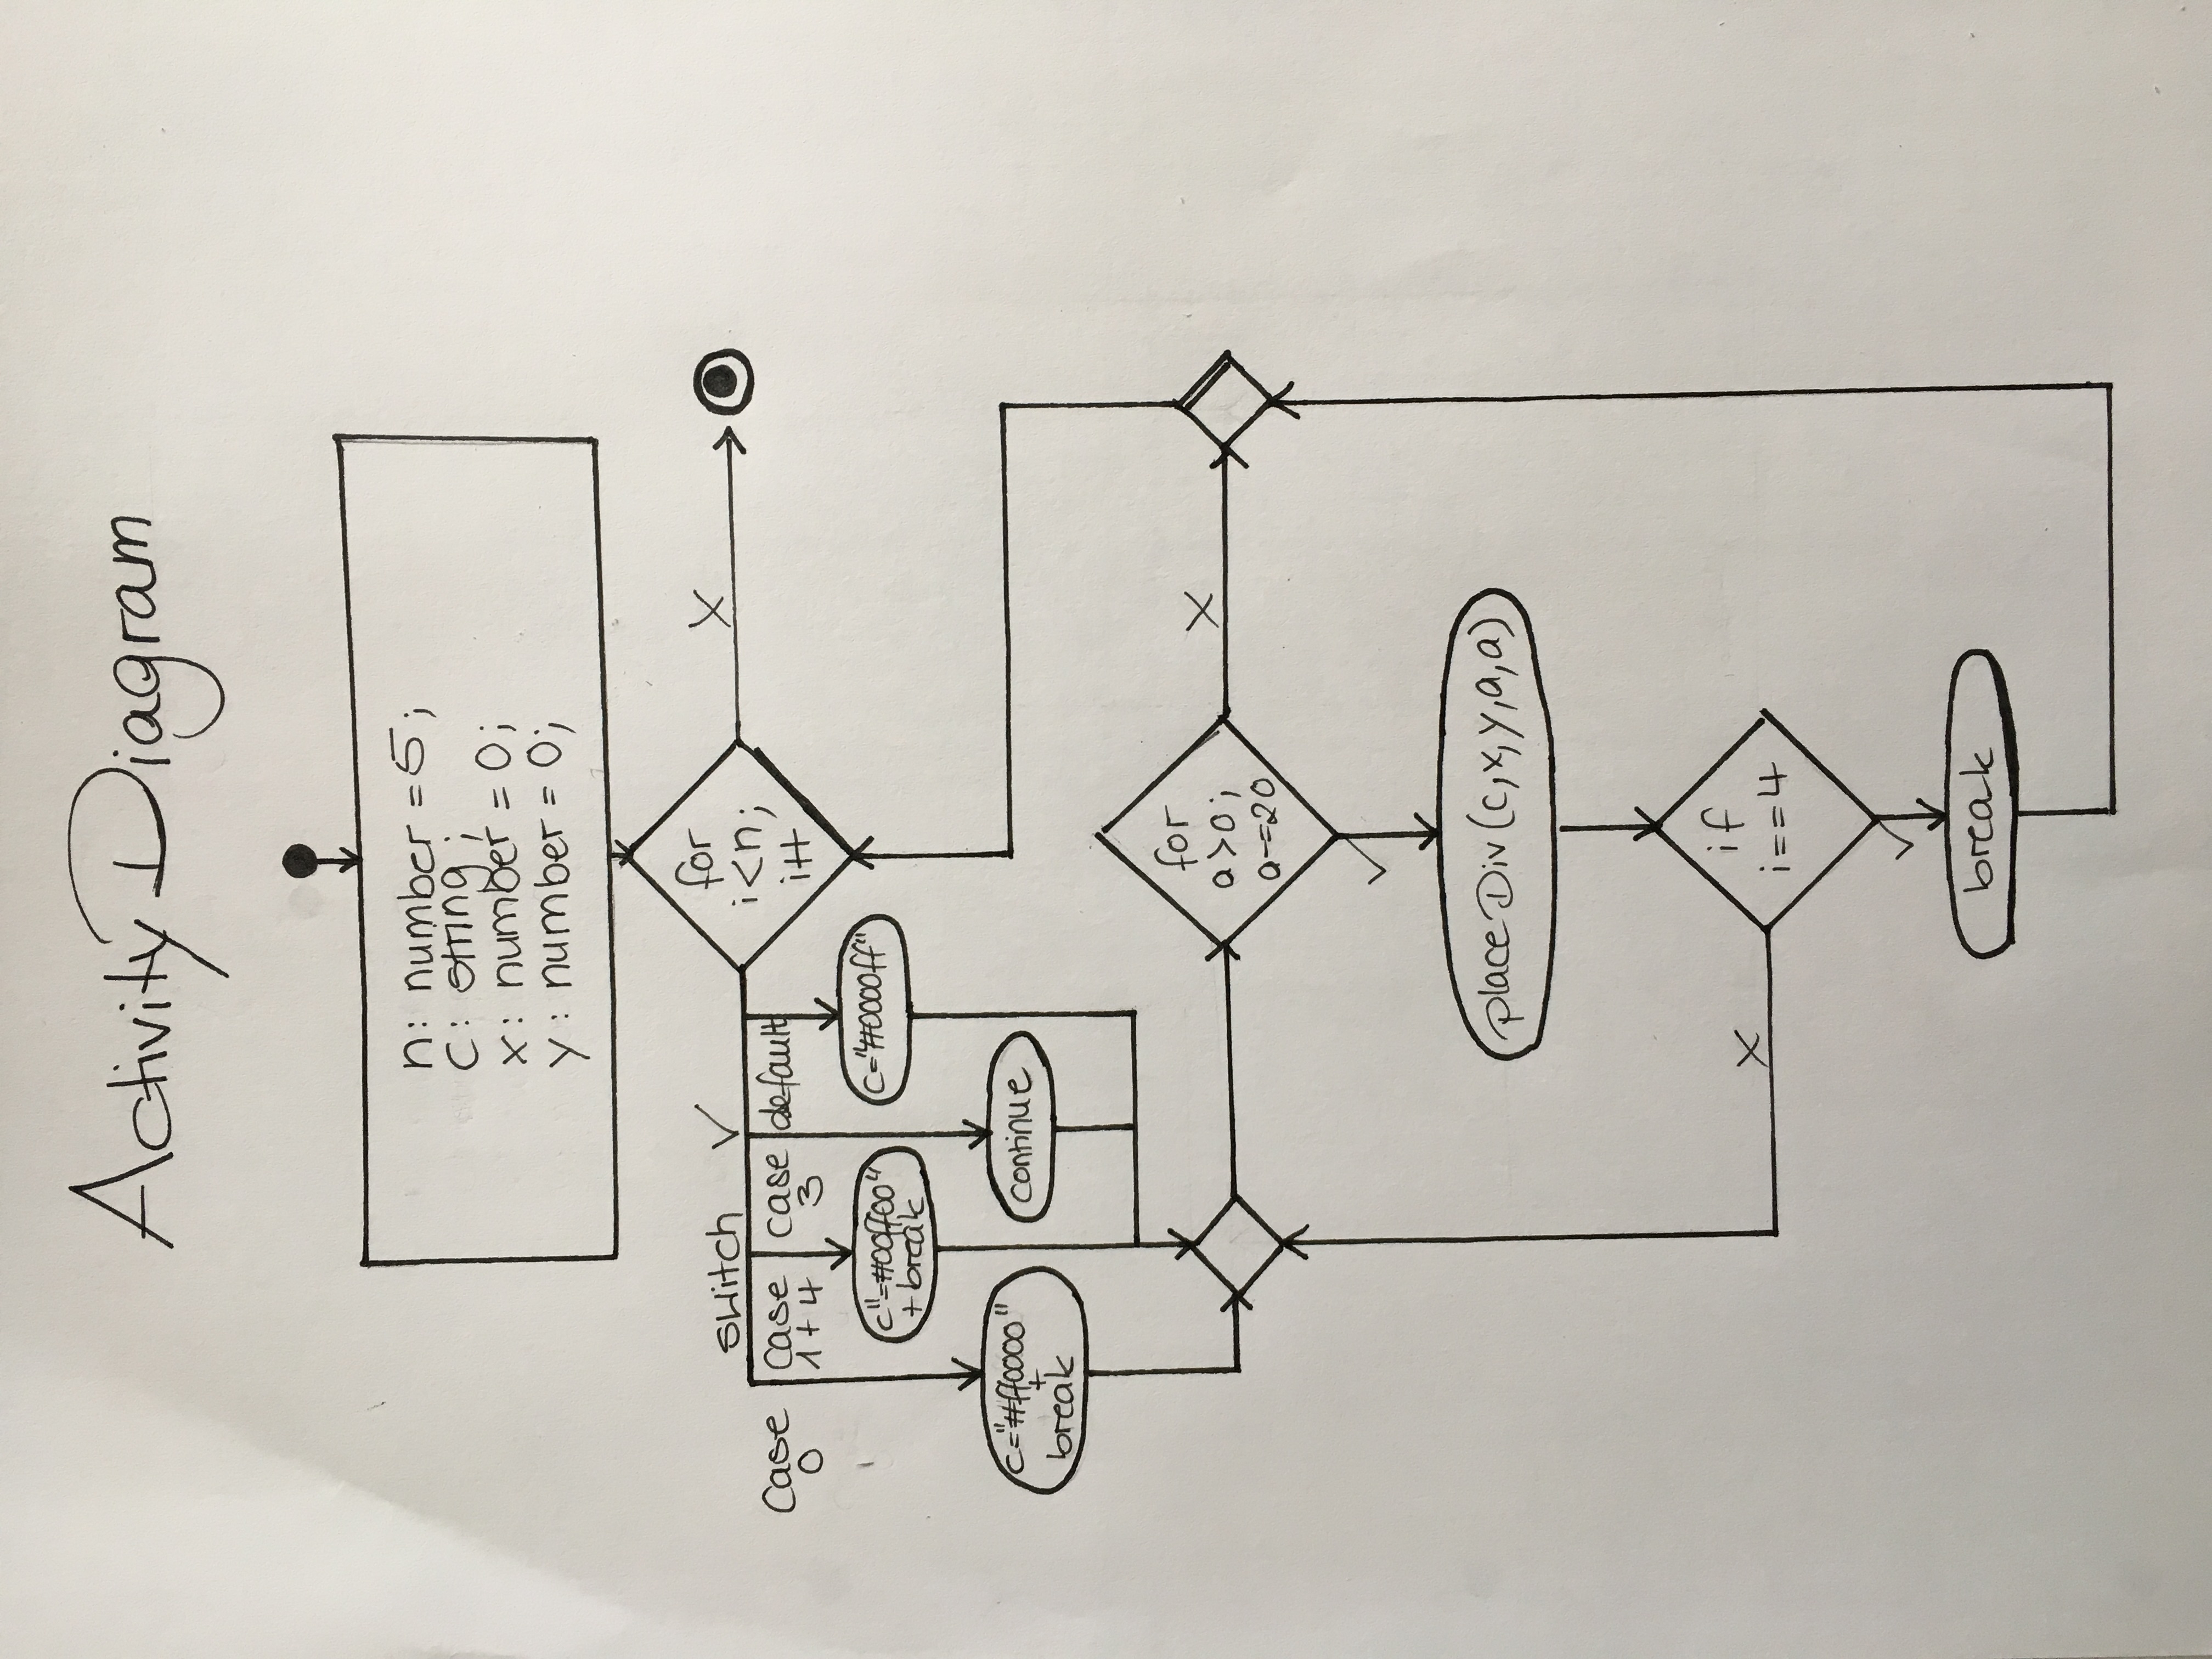 Activity Diagram
n: number = 5;
c: string;
x: number = 0;
y: number = 0;
for
i<n;
i++
X
switch ✓
Case
0
case
1+4
case
3
default
c"=#00ff00"
+ break
c="#0000ff"
c="#ff0000"
+
break
continue
for
a>0;
a-=20
X
✓
placeDiv(c,x,y,a,a)
if
i==4
X
✓
break